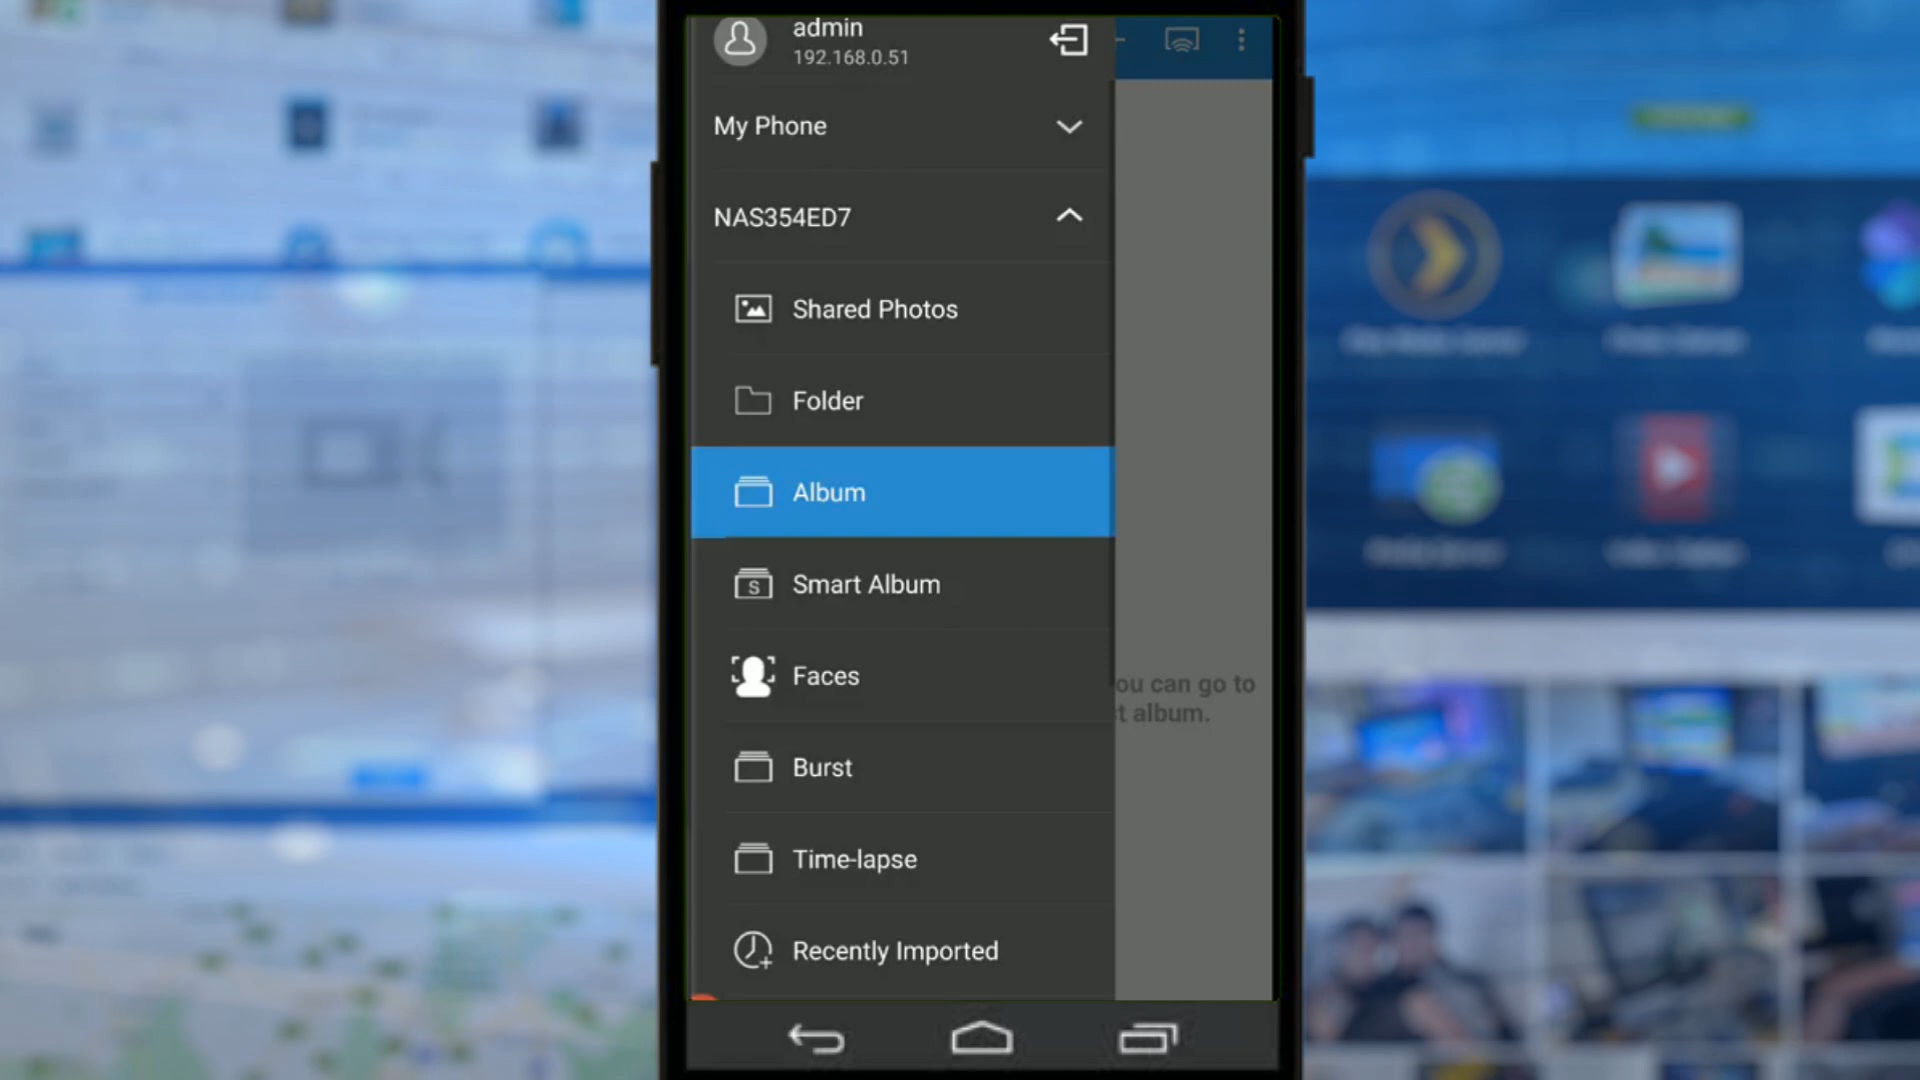 admin
192.168.0.51
My Phone
NAS354ED7
Shared Photos
Folder
Album
Smart Album
Faces
ou can go to
t album.
Burst
Time-lapse
Recently Imported